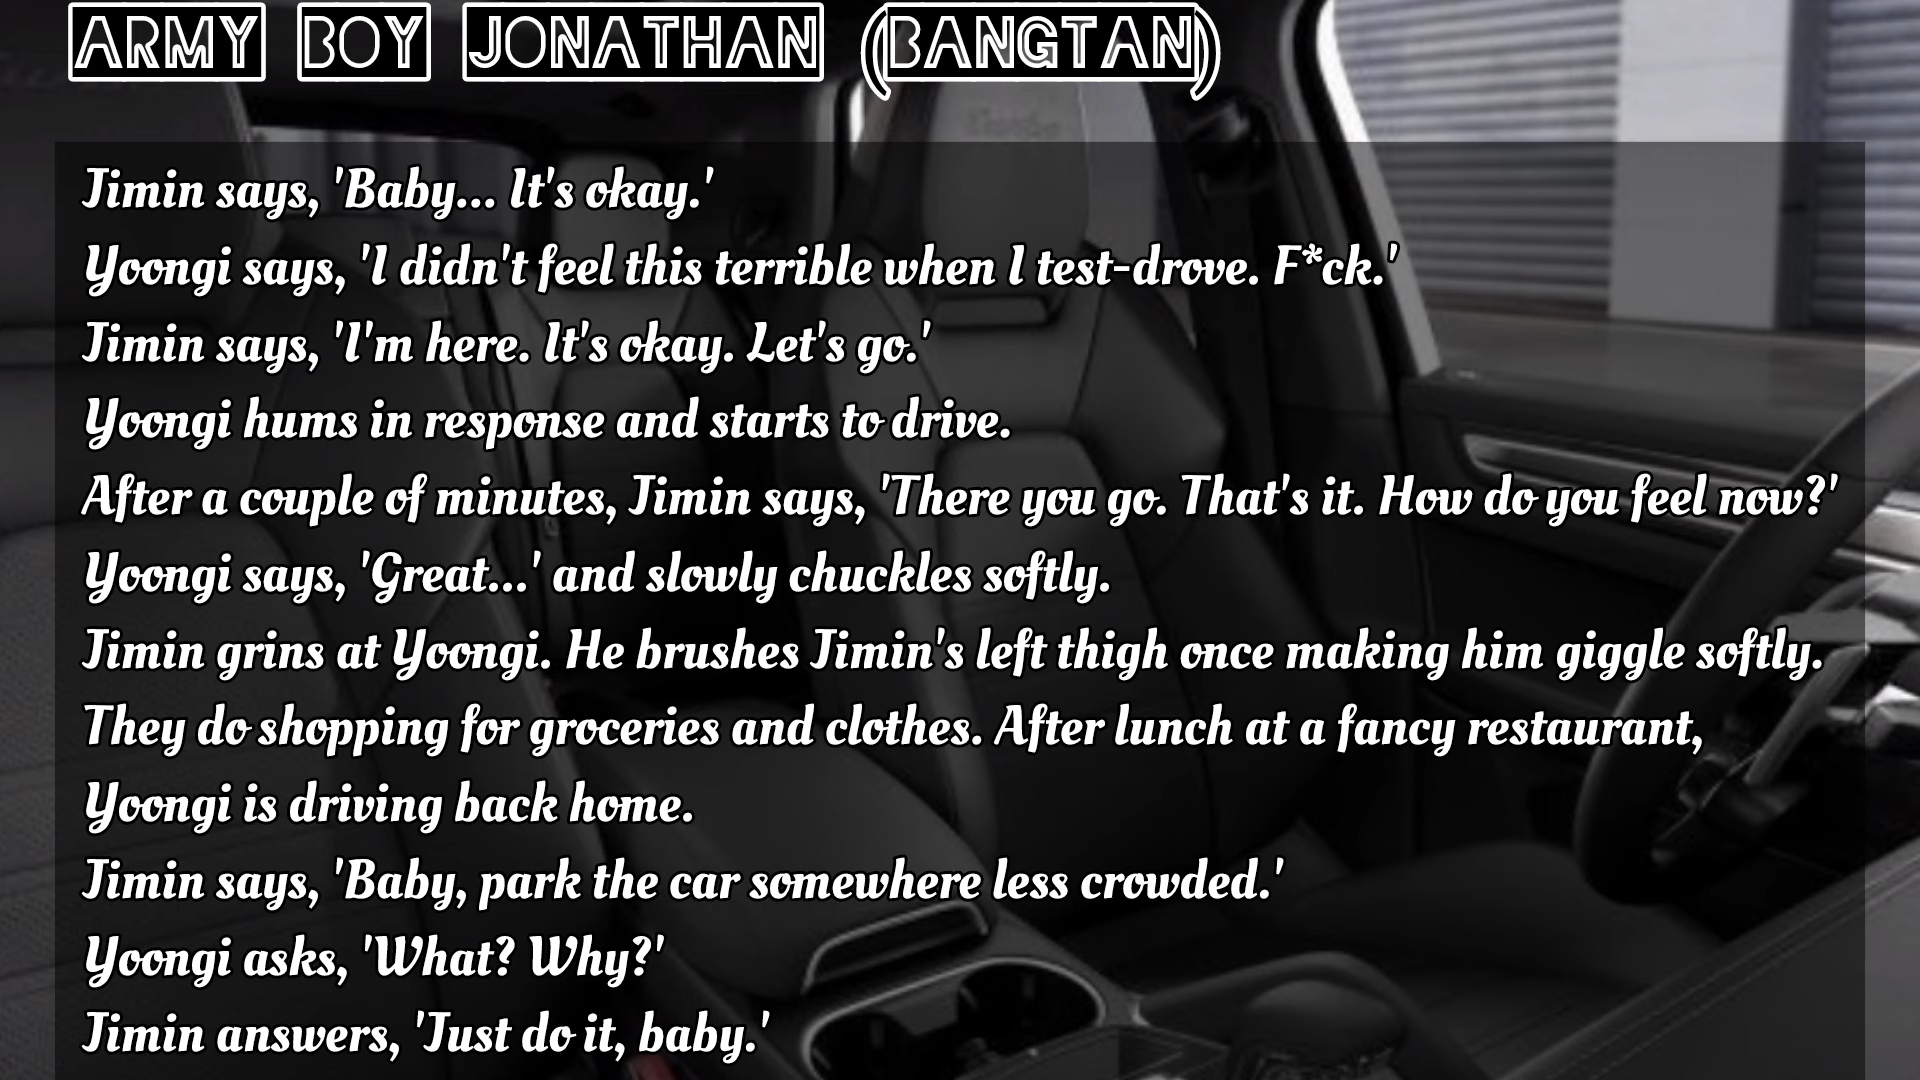 ARMY BOY JONATHAN (BANGTAN)
Jimin says, 'Baby... It's okay.'
Yoongi says, 'I didn't feel this terrible when I test-drove. F*ck.'
Jimin says, 'I'm here. It's okay. Let's go.'
Yoongi hums in response and starts to drive.
After a couple of minutes, Jimin says, 'There you go. That's it. How do you feel now?'
Yoongi says, 'Great...' and slowly chuckles softly.
Jimin grins at Yoongi. He brushes Jimin's left thigh once making him giggle softly.
They do shopping for groceries and clothes. After lunch at a fancy restaurant,
Yoongi is driving back home.
Jimin says, 'Baby, park the car somewhere less crowded.'
Yoongi asks, 'What? Why?'
Jimin answers, 'Just do it, baby.'